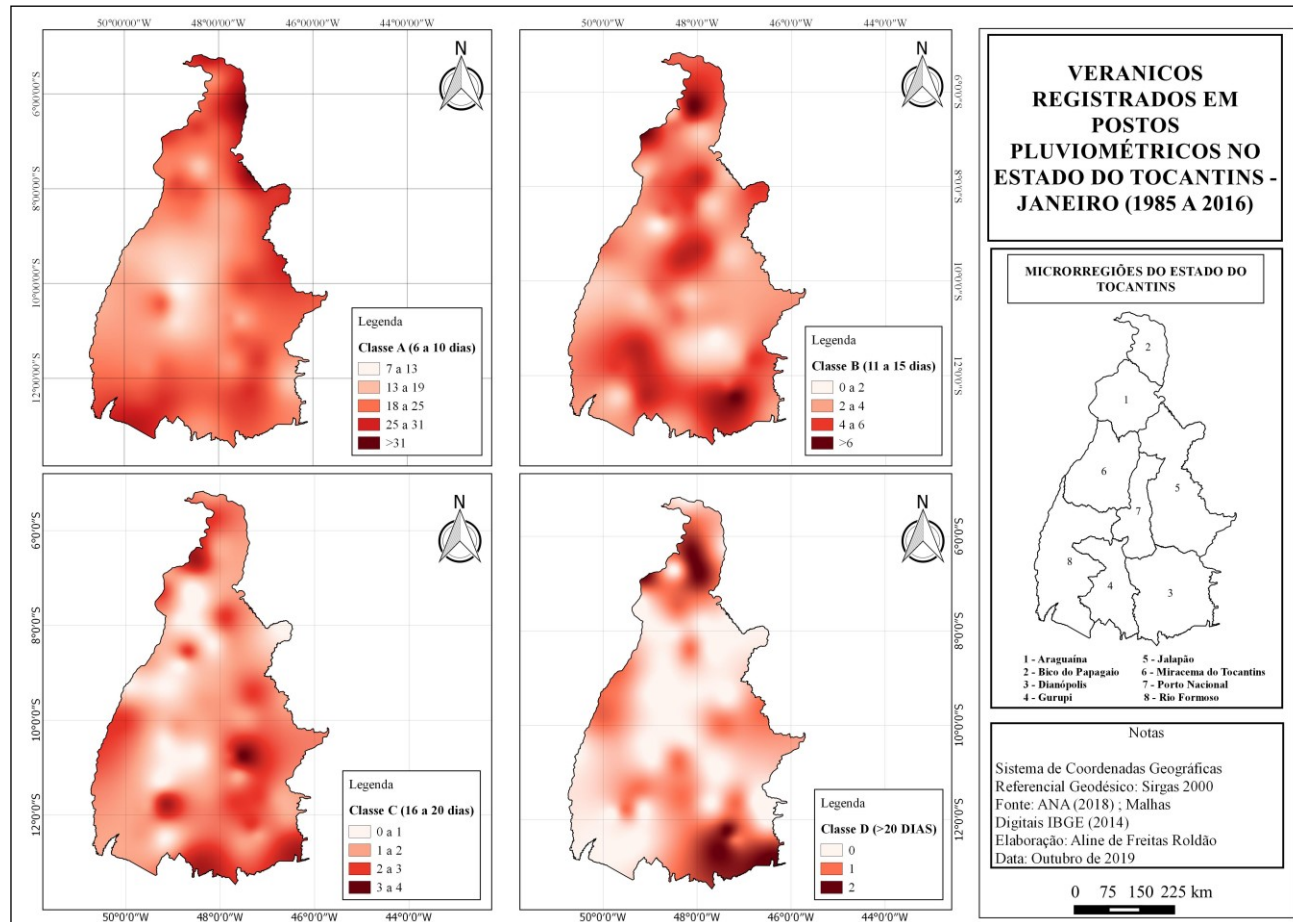 50°0'0"W 48°00'00"W 46°00'00"W 44°00'00"W
N
6°00'00"S
8°00'00"S
10°00'00"S
12°00'00"S
Legenda
Classe A (6 a 10 dias)
7 a 13
13 a 19
18 a 25
25 a 31
>31
50°0'0"W 48°0'0"W 46°0'0"W 44°0'0"W
N
6°0'0"S
8°0'0"S
10°0'0"S
12°0'0"S
Legenda
Classe B (11 a 15 dias)
0 a 2
2 a 4
4 a 6
>6
N
6°0'0"S
8°0'0"S
10°0'0"S
12°0'0"S
Legenda
Classe C (16 a 20 dias)
0 a 1
1 a 2
2 a 3
3 a 4
50°0'0"W 48°0'0"W 46°0'0"W 44°0'0"W
N
6°0'0"S
8°0'0"S
10°0'0"S
12°0'0"S
Legenda
Classe D (>20 DIAS)
0
1
2
50°0'0"W 48°0'0"W 46°0'0"W 44°0'0"W
VERANICOS
REGISTRADOS EM
POSTOS
PLUVIOMÉTRICOS NO
ESTADO DO TOCANTINS -
JANEIRO (1985 A 2016)
MICRORREGIÕES DO ESTADO DO
TOCANTINS
2
1
6
5
7
8
4
3
1 - Araguaína 5 - Jalapão
2 - Bico do Papagaio 6 - Miracema do Tocantins
3 - Dianópolis 7 - Porto Nacional
4 - Gurupi 8 - Rio Formoso
Notas
Sistema de Coordenadas Geográficas
Referencial Geodésico: Sirgas 2000
Fonte: ANA (2018) ; Malhas
Digitais IBGE (2014)
Elaboração: Aline de Freitas Roldão
Data: Outubro de 2019
0 75 150 225 km